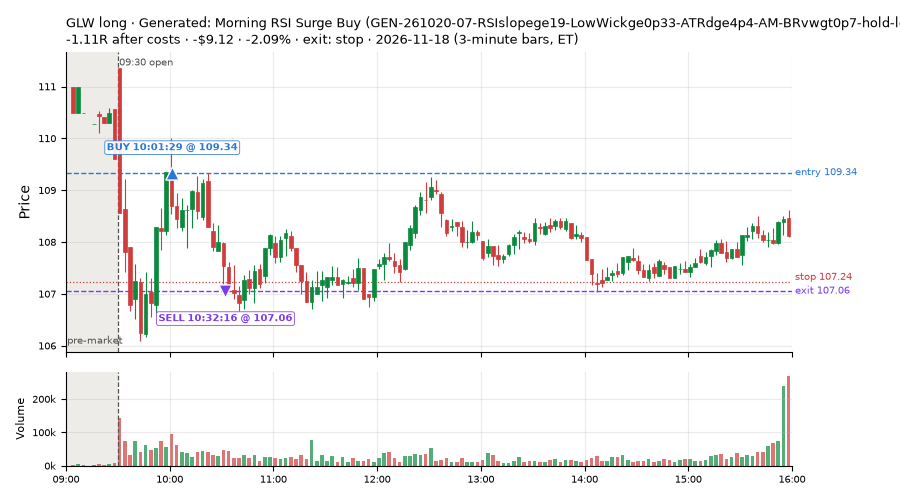 GLW long · Generated: Morning RSI Surge Buy (GEN-261020-07-RSIslopege19-LowWickge0p33-ATRdge4p4-AM-BRvwgt0p7-hold-l
-1.11R after costs · -$9.12 · -2.09% · exit: stop · 2026-11-18 (3-minute bars, ET)
09:30 open
111
110
109
108
107
106
Price
BUY 10:01:29 @ 109.34
entry 109.34
stop 107.24
exit 107.06
SELL 10:32:16 @ 107.06
pre-market
Volume
200k
100k
0k
09:00
10:00
11:00
12:00
13:00
14:00
15:00
16:00